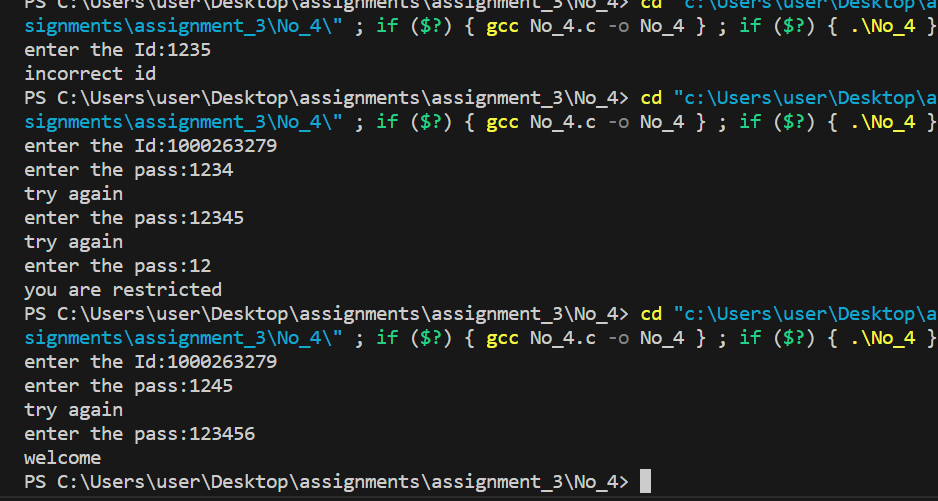 PS C:\Users\user\Desktop\assignments\assignment_3\No_4> cd "c:\Users\user\Desktop\a
signments\assignment_3\No_4\" ; if ($?) { gcc No_4.c -o No_4 } ; if ($?) { .\No_4 }
enter the Id:1235
incorrect id
PS C:\Users\user\Desktop\assignments\assignment_3\No_4> cd "c:\Users\user\Desktop\a
signments\assignment_3\No_4\" ; if ($?) { gcc No_4.c -o No_4 } ; if ($?) { .\No_4 }
enter the Id:1000263279
enter the pass:1234
try again
enter the pass:12345
try again
enter the pass:12
you are restricted
PS C:\Users\user\Desktop\assignments\assignment_3\No_4> cd "c:\Users\user\Desktop\a
signments\assignment_3\No_4\" ; if ($?) { gcc No_4.c -o No_4 } ; if ($?) { .\No_4 }
enter the Id:1000263279
enter the pass:1245
try again
enter the pass:123456
welcome
PS C:\Users\user\Desktop\assignments\assignment_3\No_4>